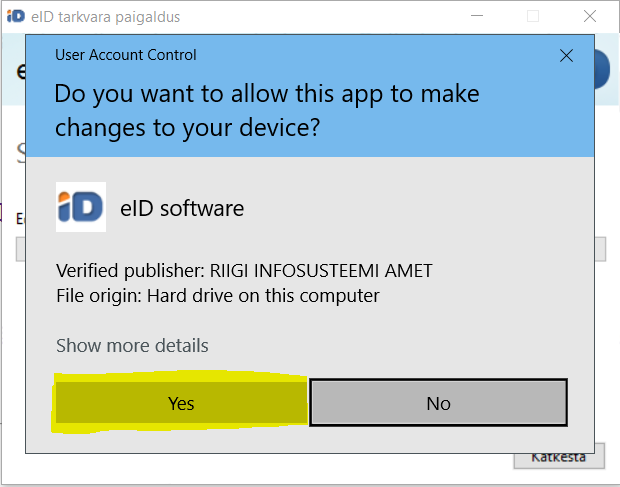 iD eID tarkvara paigaldus
User Account Control
Do you want to allow this app to make
changes to your device?
iD eID software
Verified publisher: RIIGI INFOSUSTEEMI AMET
File origin: Hard drive on this computer
Show more details
Yes No
Katkesta